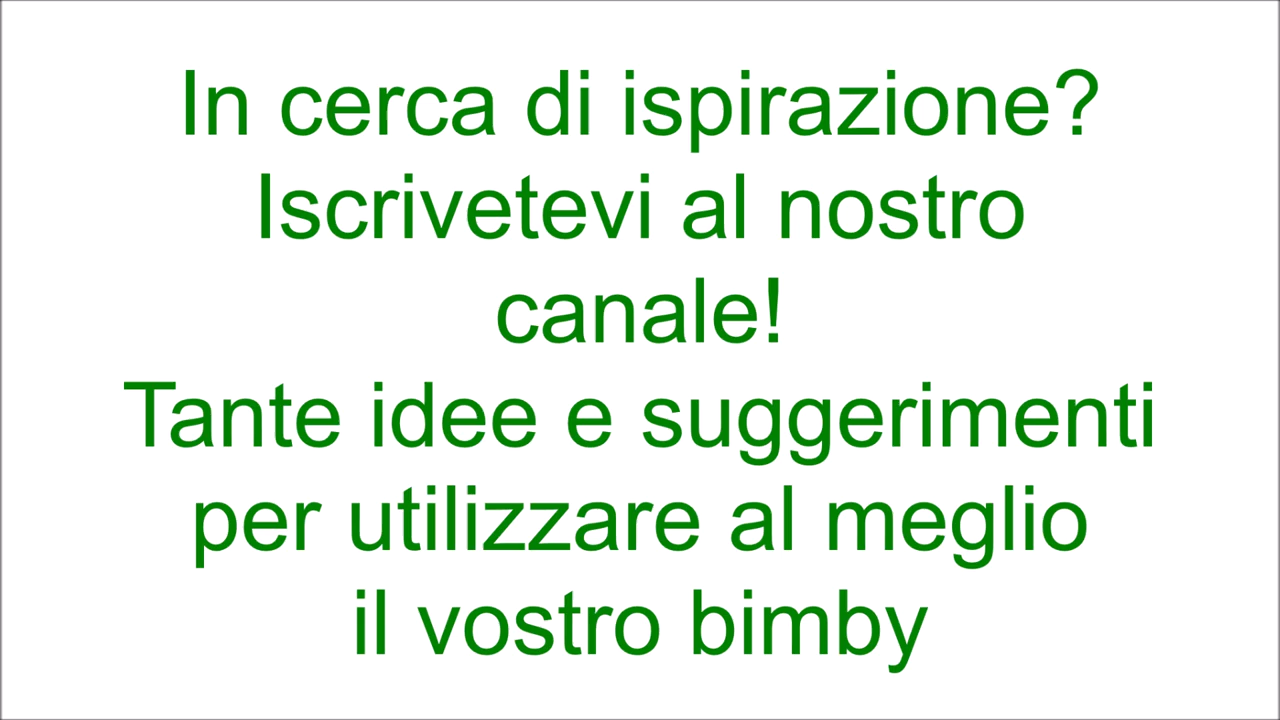 In cerca di ispirazione?
Iscrivetevi al nostro
canale!
Tante idee e suggerimenti
per utilizzare al meglio
il vostro bimby